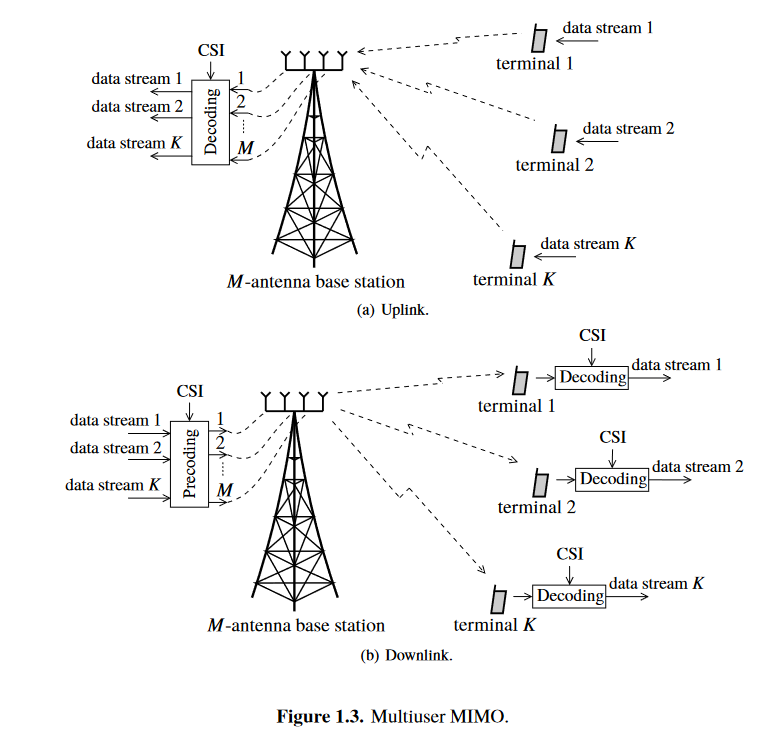 CSI
data stream 1
data stream 2
data stream K
Decoding
1
2
M
M-antenna base station
data stream 1
terminal 1
data stream 2
terminal 2
data stream K
terminal K
(a) Uplink.
CSI
data stream 1
data stream 2
data stream K
Precoding
1
2
M
M-antenna base station
CSI
Decoding
data stream 1
terminal 1
CSI
Decoding
data stream 2
terminal 2
CSI
Decoding
data stream K
terminal K
(b) Downlink.
Figure 1.3. Multiuser MIMO.